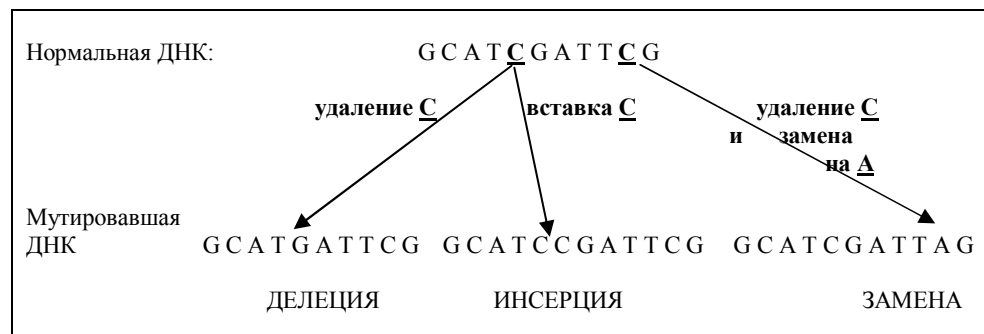 Нормальная ДНК: G C A T C G A T T C G
удаление C вставка C удаление C
и замена
на A
Мутировавшая
ДНК G C A T G A T T C G G C A T C C G A T T C G G C A T C G A T T A G
ДЕЛЕЦИЯ ИНСЕРЦИЯ ЗАМЕНА